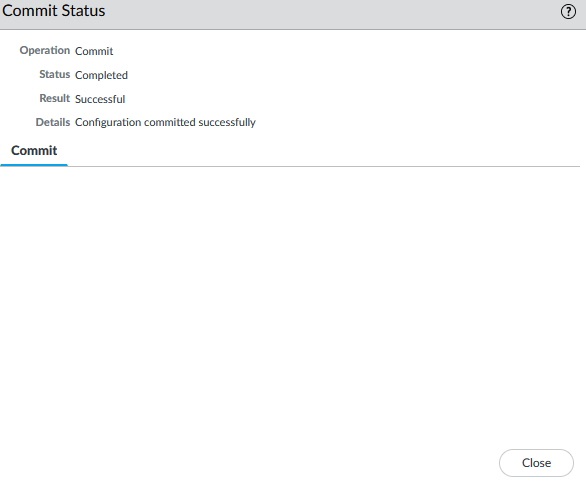 Commit Status
Operation Commit
Status Completed
Result Successful
Details Configuration committed successfully
Commit
Close